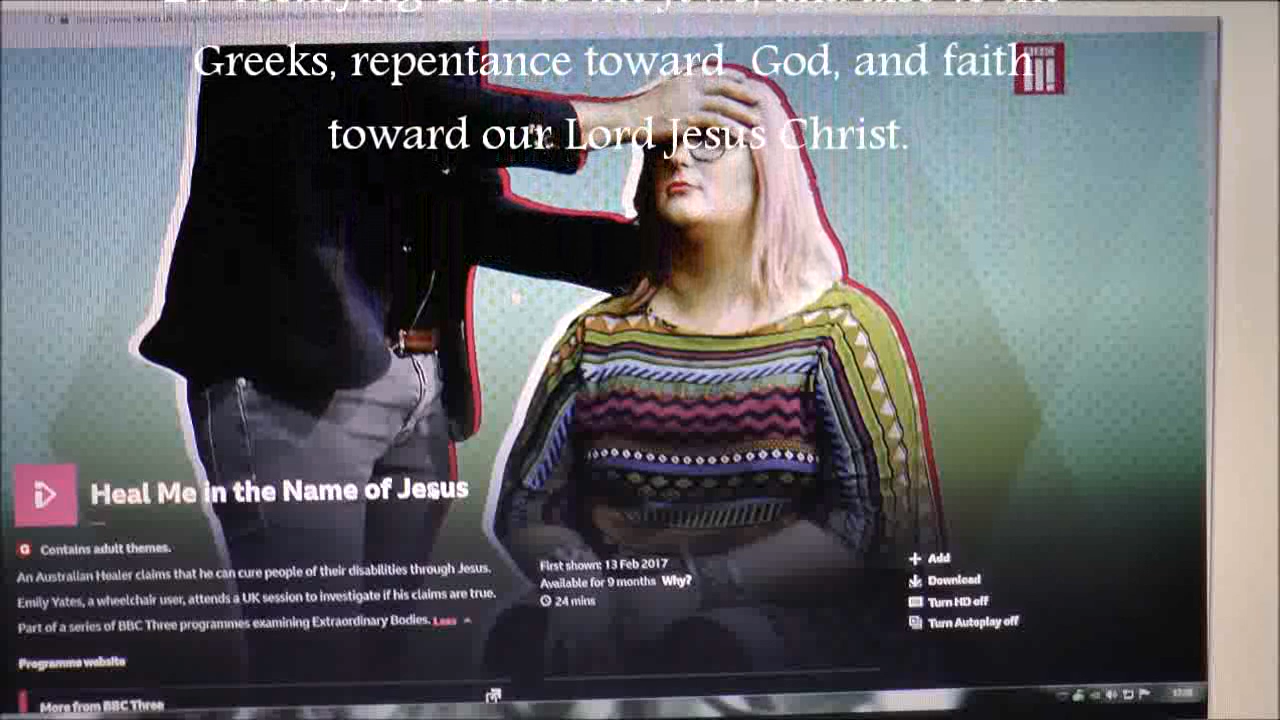 Greeks, repentance toward God, and faith
toward our Lord Jesus Christ.
BBC
Heal Me in the Name of Jesus
G Contains adult themes.
An Australian Healer claims that he can cure people of their disabilities through Jesus.
Emily Yates, a wheelchair user, attends a UK session to investigate if his claims are true.
Part of a series of BBC Three programmes examining Extraordinary Bodies. Less
Programme website
More from BBC Three
First shown: 13 Feb 2017
Available for 9 months Why?
24 mins
Add
Download
Turn HD off
Turn Autoplay off